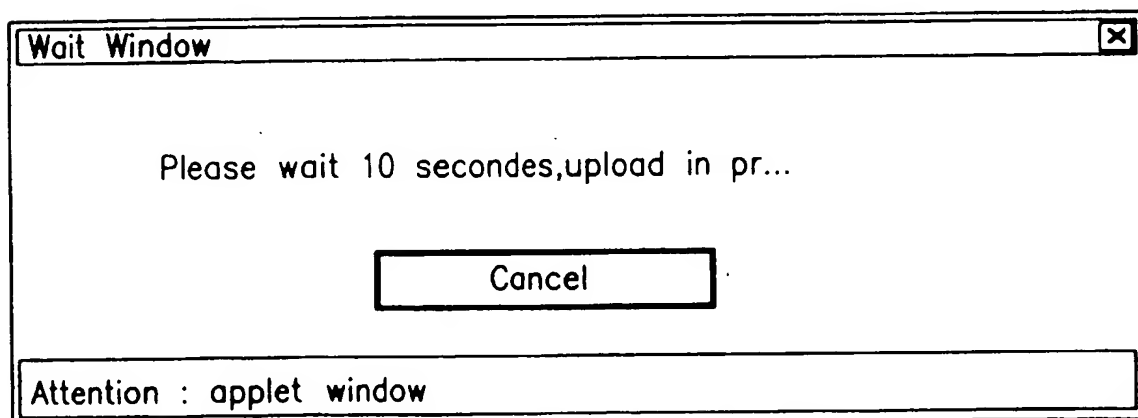 Wait Window
Please wait 10 secondes,upload in pr...
Cancel
Attention : applet window